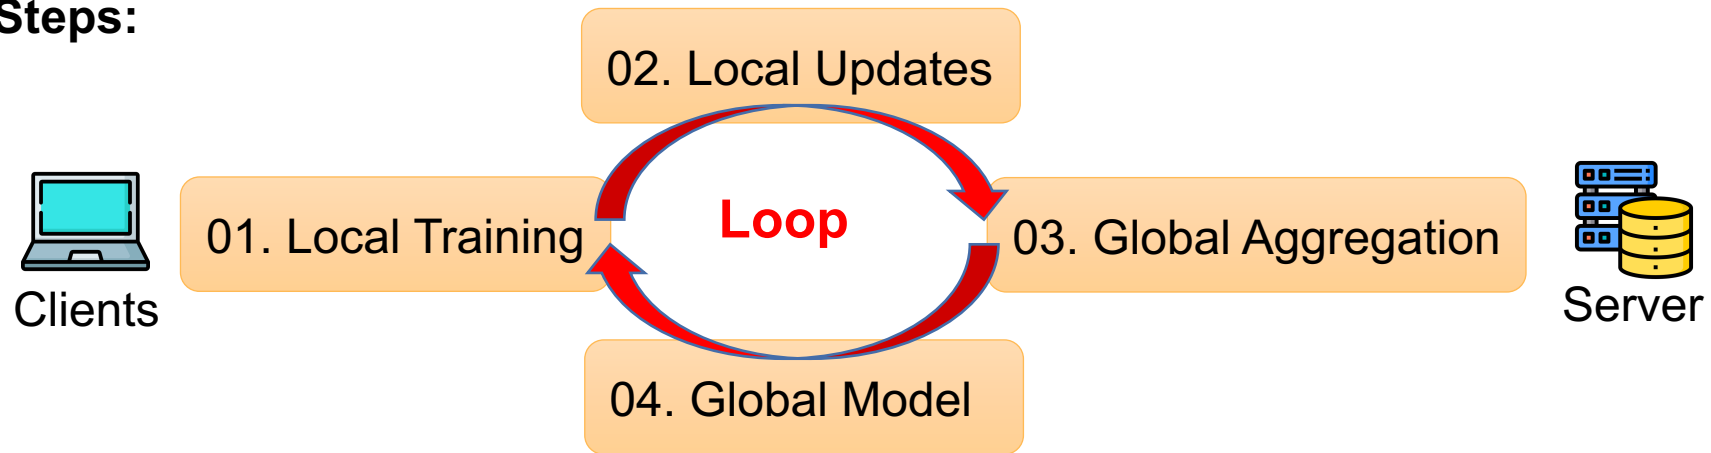 Steps:
02. Local Updates
01. Local Training
Loop
03. Global Aggregation
Clients
Server
04. Global Model